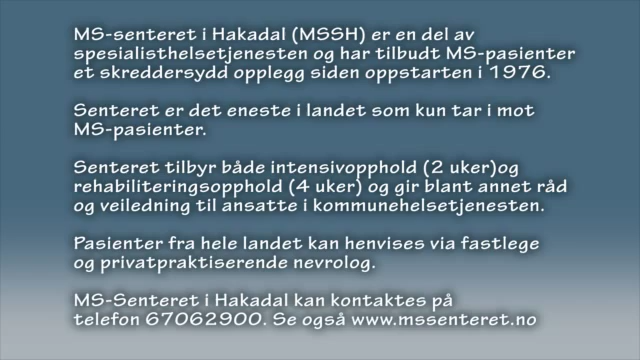 MS-senteret i Hakadal (MSSH) er en del av
spesialisthelsetjenesten og har tilbudt MS-pasienter
et skreddersydd opplegg siden oppstarten i 1976.
Senteret er det eneste i landet som kun tar i mot
MS-pasienter.
Senteret tilbyr både intensivopphold (2 uker)og
rehabiliteringsopphold (4 uker) og gir blant annet råd
og veiledning til ansatte i kommunehelsetjenesten.
Pasienter fra hele landet kan henvises via fastlege
og privatpraktiserende nevrolog.
MS-Senteret i Hakadal kan kontaktes på
telefon 67062900. Se også www.mssenteret.no